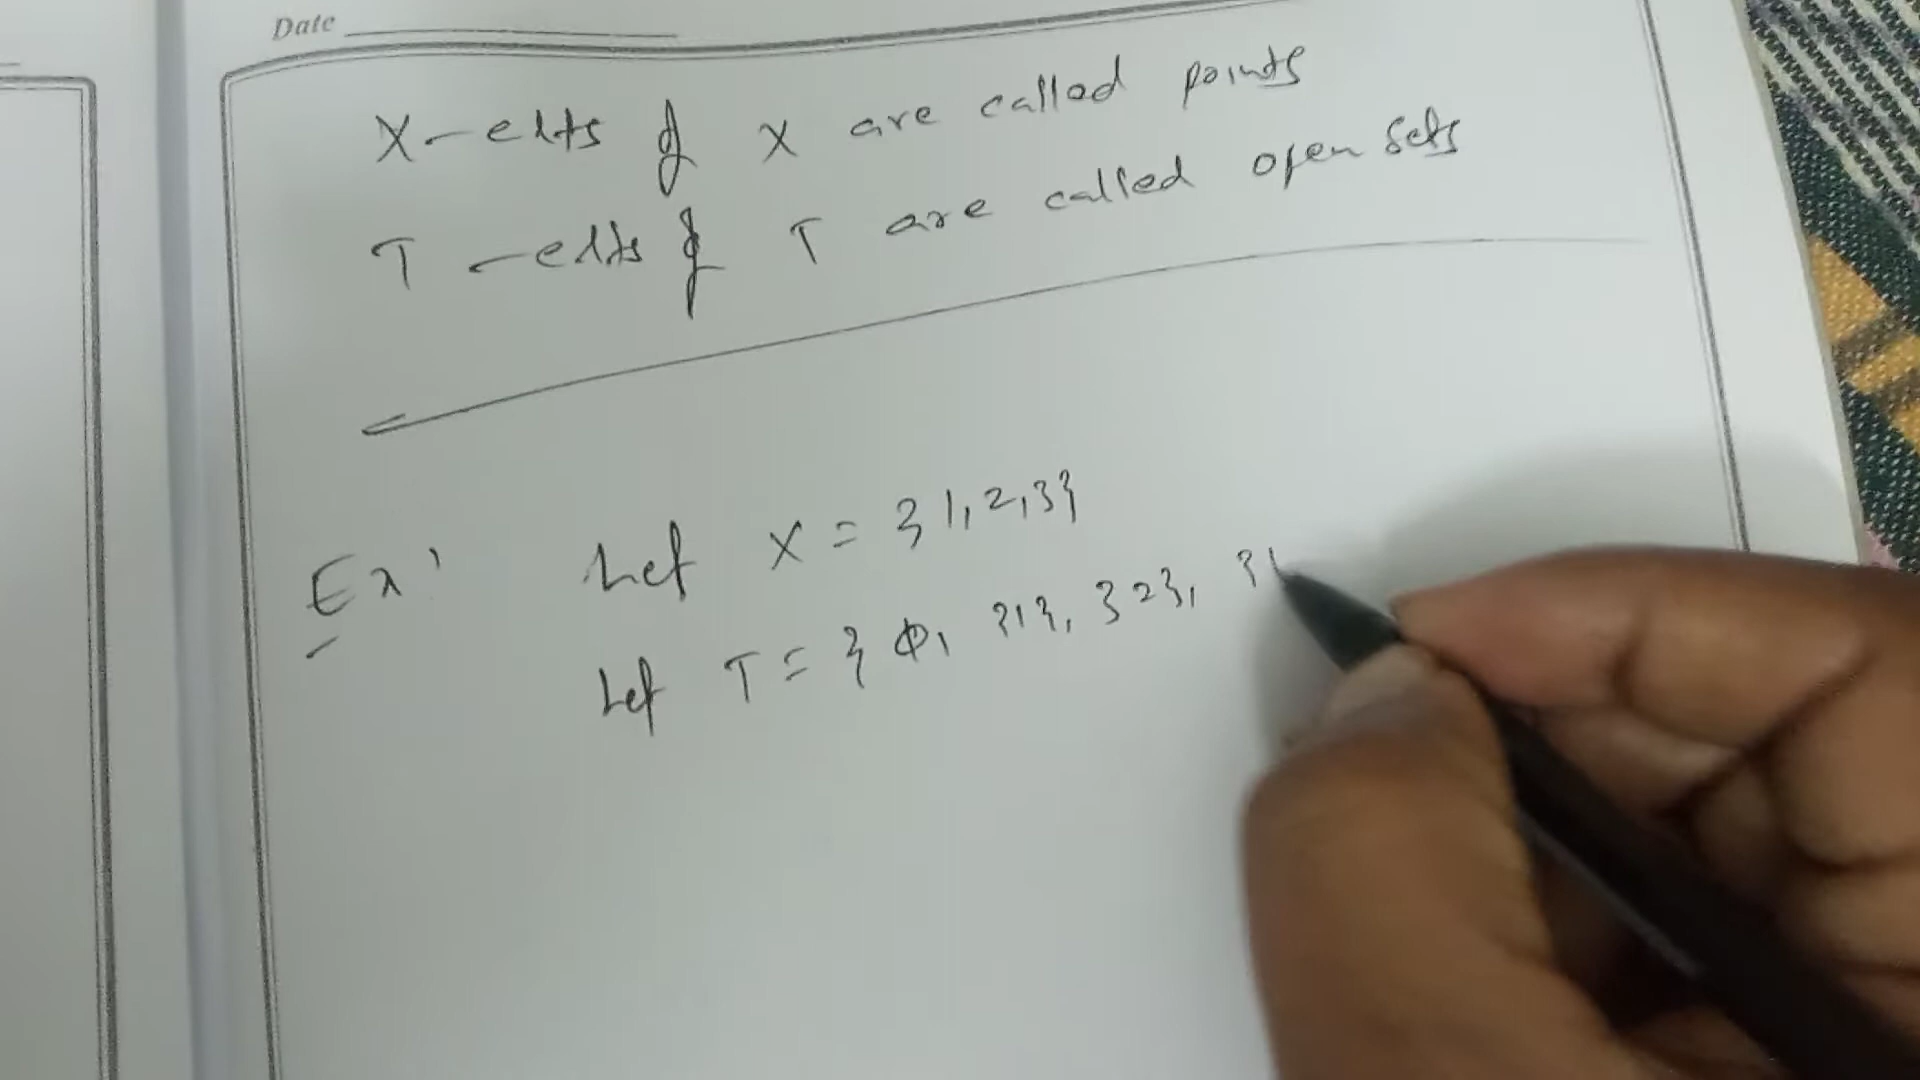 Date
X - elts of X are called points
T - elts of T are called open sets
Ex' Let X = {1,2,3}
Let T = { Φ, {1}, {2}, {1